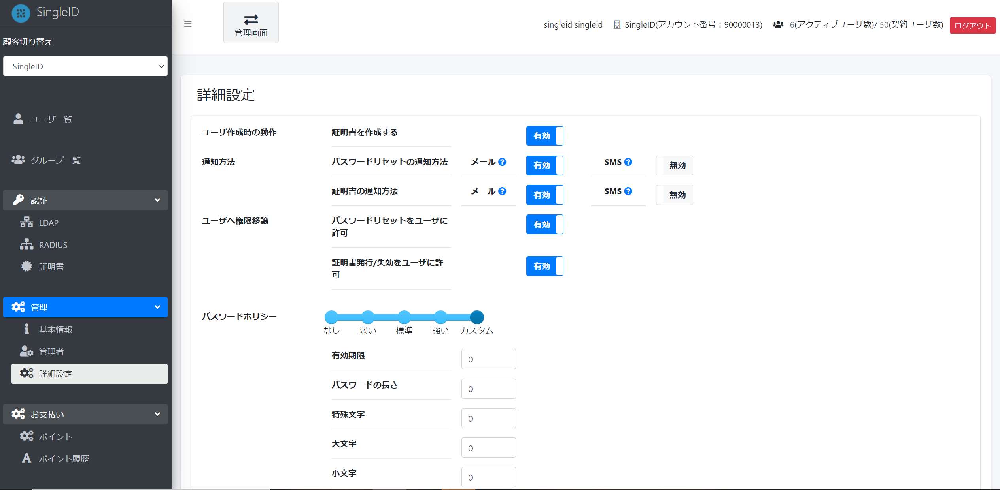 SingleID
顧客切り替え
SingleID
ユーザ一覧
グループ一覧
認証
LDAP
RADIUS
証明書
管理
基本情報
管理者
詳細設定
お支払い
ポイント
ポイント履歴
管理画面
singleid singleid SingleID(アカウント番号：90000013) 6(アクティブユーザ数)/ 50(契約ユーザ数) ログアウト
詳細設定
ユーザ作成時の動作 証明書を作成する 有効
通知方法 パスワードリセットの通知方法 メール 有効 SMS 無効
証明書の通知方法 メール 有効 SMS 無効
ユーザへ権限移譲 パスワードリセットをユーザに 有効
許可
証明書発行/失効をユーザに許 有効
可
パスワードポリシー
なし 弱い 標準 強い カスタム
有効期限 0
パスワードの長さ 0
特殊文字 0
大文字 0
小文字 0